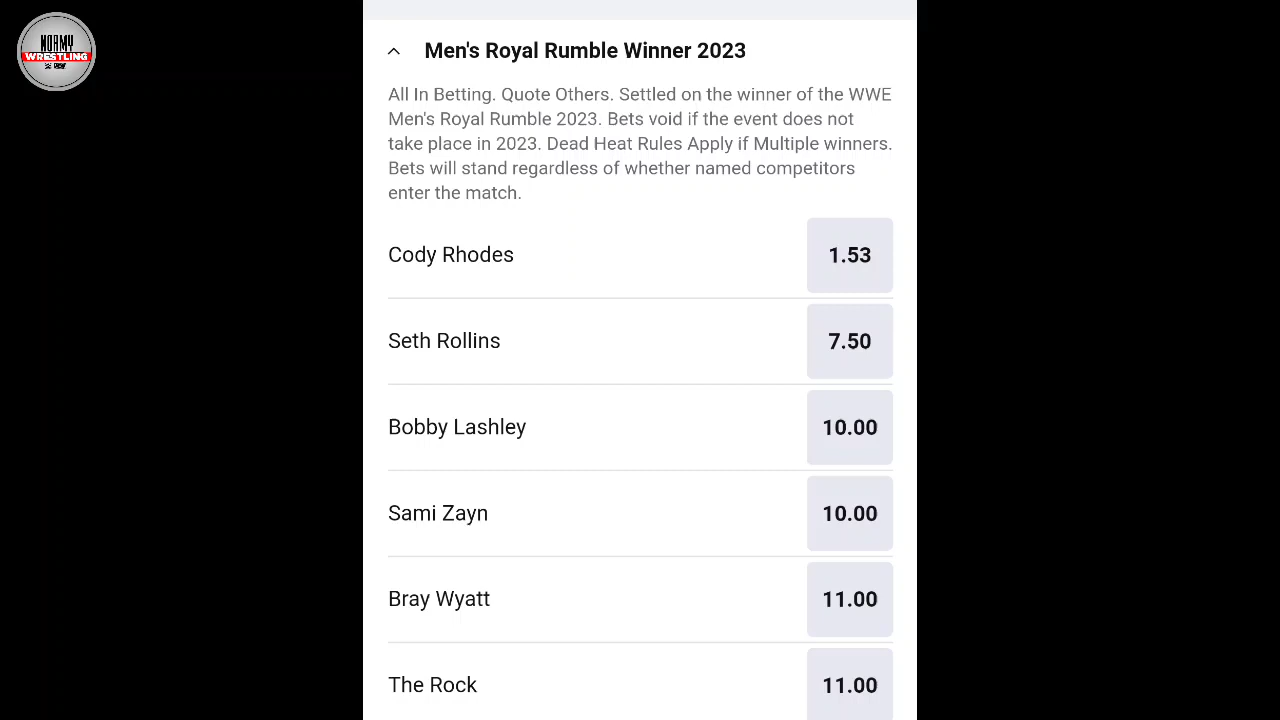 NORMY
WRESTLING
Men's Royal Rumble Winner 2023
All In Betting. Quote Others. Settled on the winner of the WWE
Men's Royal Rumble 2023. Bets void if the event does not
take place in 2023. Dead Heat Rules Apply if Multiple winners.
Bets will stand regardless of whether named competitors
enter the match.
Cody Rhodes 1.53
Seth Rollins 7.50
Bobby Lashley 10.00
Sami Zayn 10.00
Bray Wyatt 11.00
The Rock 11.00